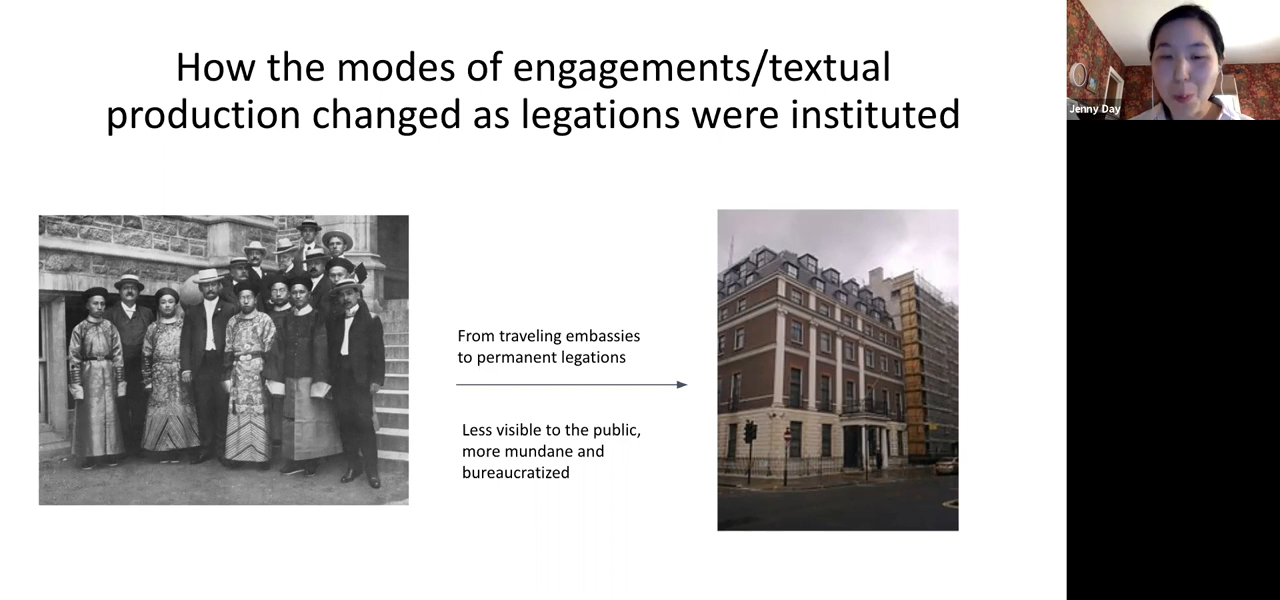 How the modes of engagements/textual
production changed as legations were instituted
From traveling embassies
to permanent legations
Less visible to the public,
more mundane and
bureaucratized
Jenny Day